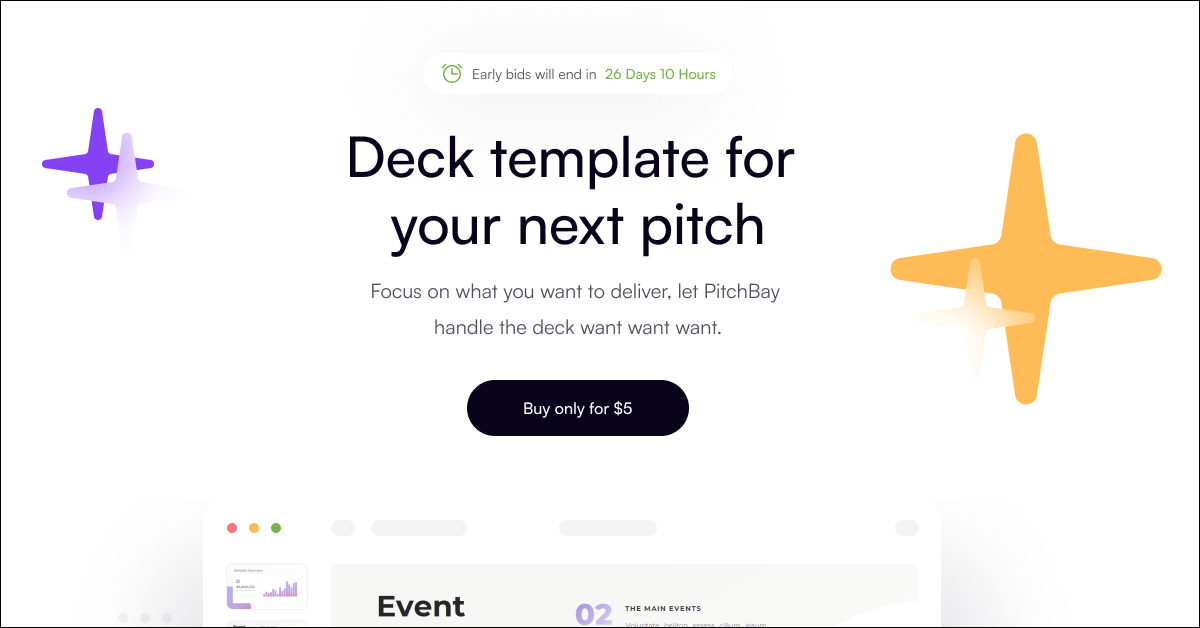 Early bids will end in 26 Days 10 Hours
Deck template for
your next pitch
Focus on what you want to deliver, let PitchBay
handle the deck want want want.
Buy only for $5
Event
02 THE MAIN EVENTS